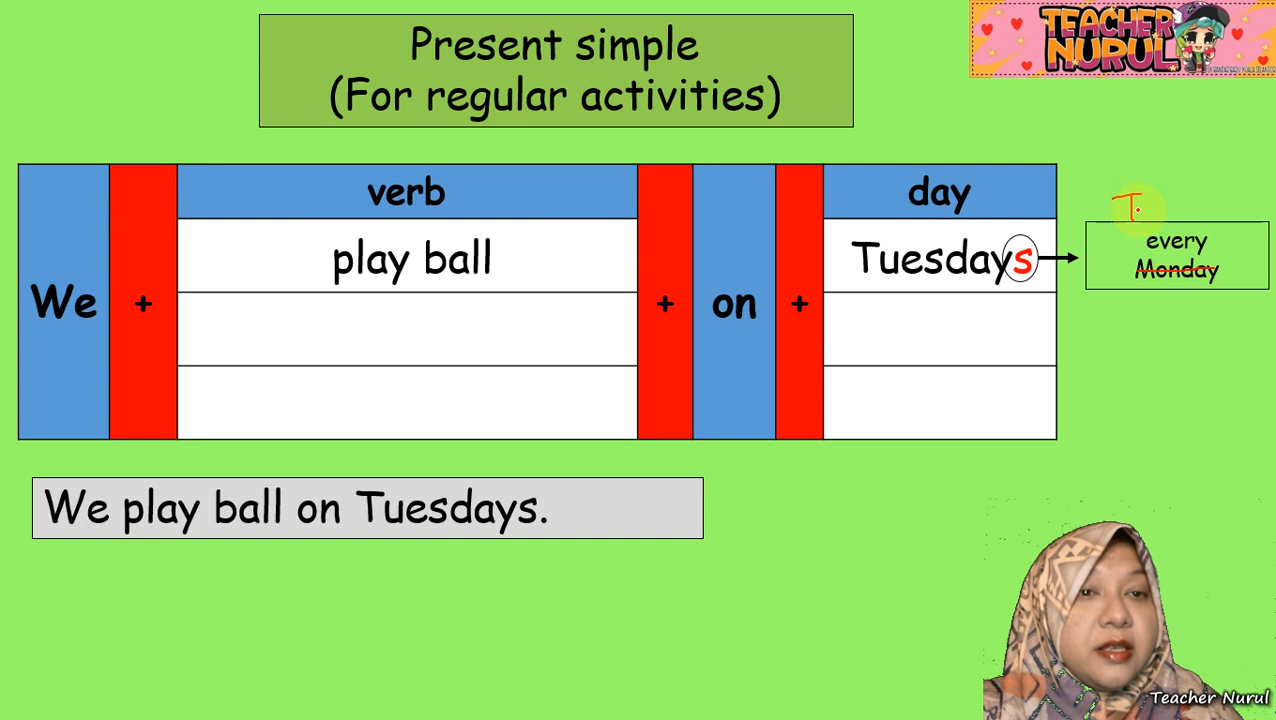 Present simple
(For regular activities)
TEACHER
NURUL
verb
day
play ball
Tuesdays
every
Monday
T
We
+
+
on
+
We play ball on Tuesdays.
Teacher Nurul